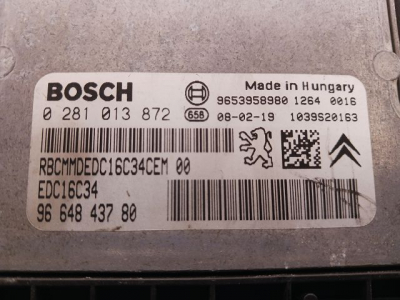 BOSCH
Made in Hungary
9653958980 1264 0016
0 281 013 872 658 08-02-19 1039S20163
RBCMMDEDC16C34CEM 00
EDC16C34
96 648 437 80